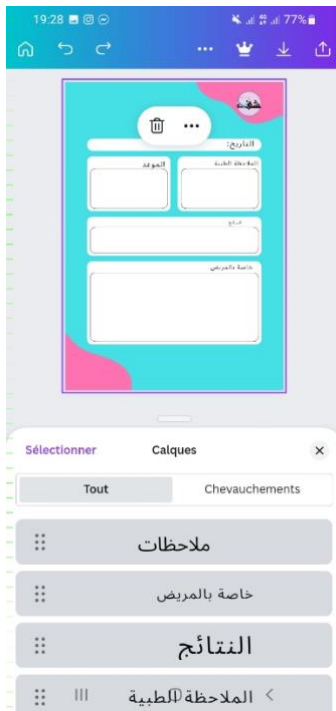 19:28 77%
التاريخ:
الملاحظة الطبية
الموعد
خاصة بالمريض
Sélectionner Calques ×
Tout Chevauchements
ملاحظات
خاصة بالمريض
النتائج
الملاحظة الطبية